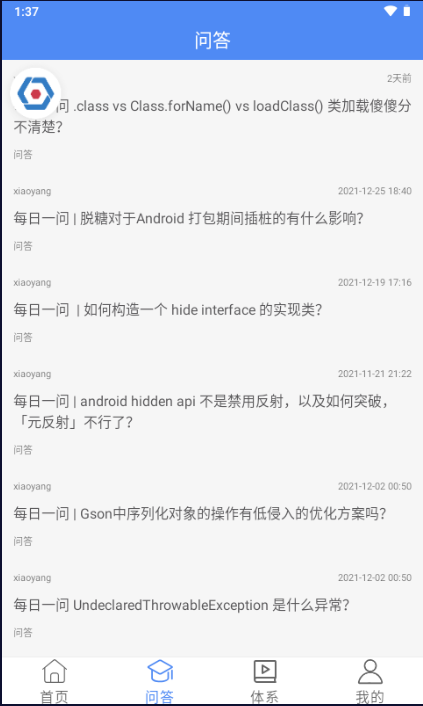 1:37
问答
2天前
问 .class vs Class.forName() vs loadClass() 类加载傻傻分
不清楚？
问答
xiaoyang 2021-12-25 18:40
每日一问 | 脱糖对于Android 打包期间插桩的有什么影响？
问答
xiaoyang 2021-12-19 17:16
每日一问 | 如何构造一个 hide interface 的实现类？
问答
xiaoyang 2021-11-21 21:22
每日一问 | android hidden api 不是禁用反射，以及如何突破，
「元反射」不行了？
问答
xiaoyang 2021-12-02 00:50
每日一问 | Gson中序列化对象的操作有低侵入的优化方案吗？
问答
xiaoyang 2021-12-02 00:50
每日一问 UndeclaredThrowableException 是什么异常？
问答
首页 问答 体系 我的